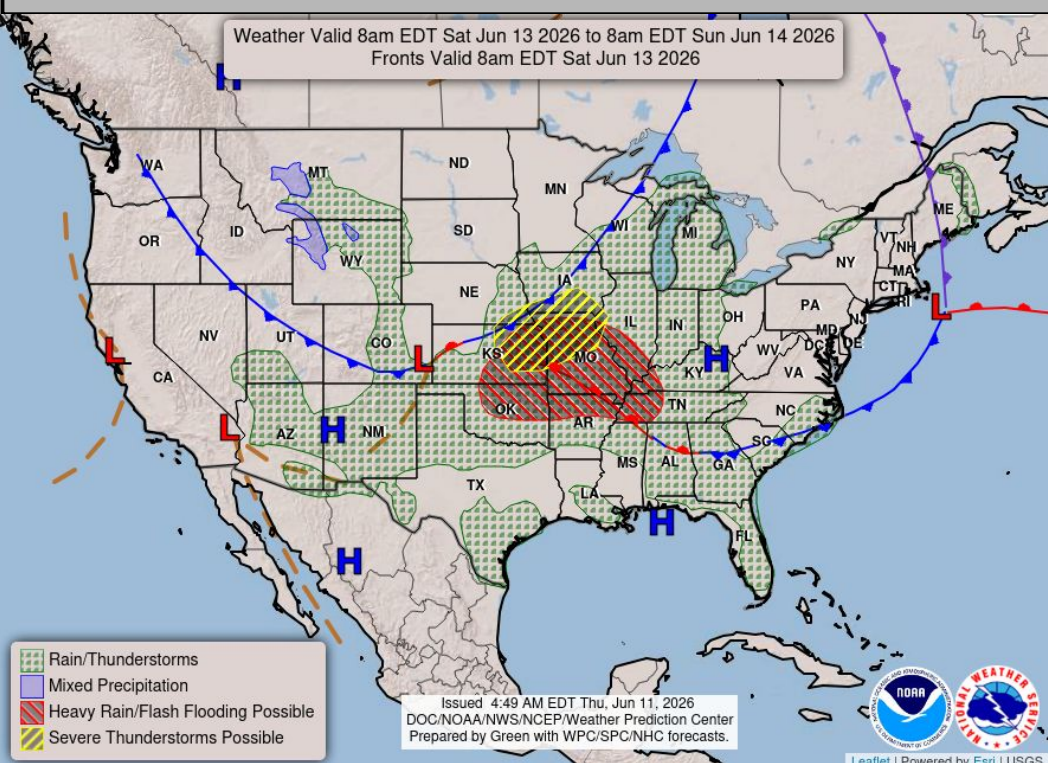 Weather Valid 8am EDT Sat Jun 13 2026 to 8am EDT Sun Jun 14 2026
Fronts Valid 8am EDT Sat Jun 13 2026
H
WA
MT
ND
MN
ME
OR
ID
SD
WI
MI
VT
NH
WY
NY
MA
CT
RI
NE
IA
PA
NJ
L
NV
UT
CO
IL
IN
OH
MD
DE
DC
L
CA
L
KS
MO
KY
H
WV
VA
L
AZ
H
NM
OK
AR
TN
NC
SC
TX
MS
AL
GA
LA
H
FL
H
Rain/Thunderstorms
Mixed Precipitation
Heavy Rain/Flash Flooding Possible
Severe Thunderstorms Possible
Issued 4:49 AM EDT Thu, Jun 11, 2026
DOC/NOAA/NWS/NCEP/Weather Prediction Center
Prepared by Green with WPC/SPC/NHC forecasts.
NOAA
NATIONAL WEATHER SERVICE
Leaflet | Powered by Esri | USGS